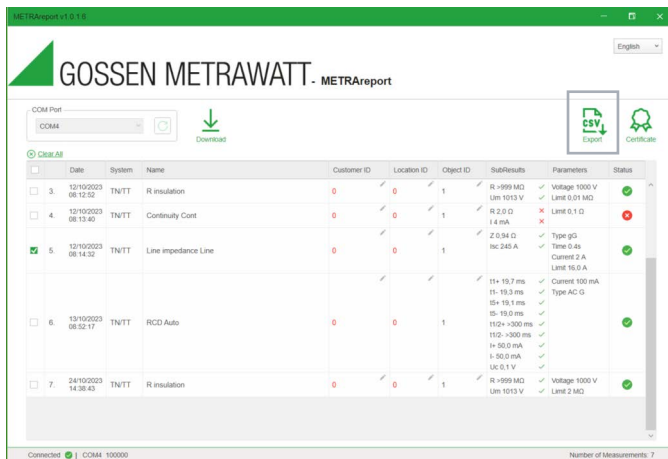 METRAreport v1.0.1.8
English
GOSSEN METRAWATT - METRAreport
COM Port
COM4
Download
CSV
Export
Certificate
Clear All
Date System Name Customer ID Location ID Object ID SubResults Parameters Status
3. 12/10/2023 08:12:52 TN/TT R insulation 0 0 1 R >999 MΩ Voltage 1000 V
Um 1013 V Limit 0,01 MΩ
4. 12/10/2023 08:13:40 TN/TT Continuity Cont 0 0 1 R 2,0 Ω Limit 0,1 Ω
I 4 mA
5. 12/10/2023 08:14:32 TN/TT Line impedance Line 0 0 1 Z 0,94 Ω Type gG
Isc 245 A Time 0.4s
Current 2 A
Limit 16,0 A
6. 13/10/2023 08:52:17 TN/TT RCD Auto 0 0 1 t1+ 19,7 ms Current 100 mA
t1- 19,3 ms Type AC G
t5+ 19,1 ms
t5- 19,0 ms
t1/2+ >300 ms
t1/2- >300 ms
I+ 50,0 mA
I- 50,0 mA
Uc 0,1 V
7. 24/10/2023 14:38:43 TN/TT R insulation 0 0 1 R >999 MΩ Voltage 1000 V
Um 1013 V Limit 2 MΩ
Connected | COM4 100000 Number of Measurements: 7